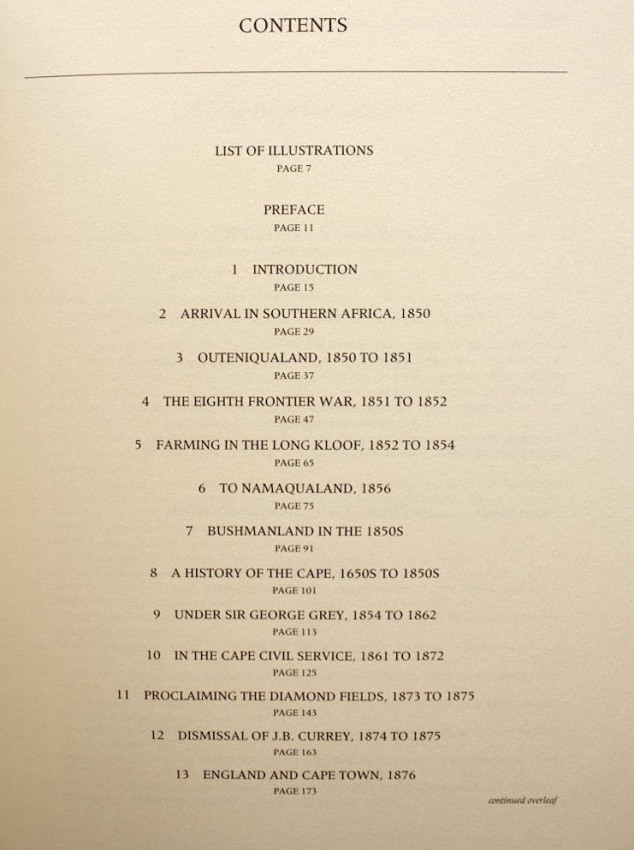 CONTENTS
LIST OF ILLUSTRATIONS
PAGE 7
PREFACE
PAGE 11
1 INTRODUCTION
PAGE 15
2 ARRIVAL IN SOUTHERN AFRICA, 1850
PAGE 29
3 OUTENIQUALAND, 1850 TO 1851
PAGE 37
4 THE EIGHTH FRONTIER WAR, 1851 TO 1852
PAGE 47
5 FARMING IN THE LONG KLOOF, 1852 TO 1854
PAGE 65
6 TO NAMAQUALAND, 1856
PAGE 75
7 BUSHMANLAND IN THE 1850S
PAGE 91
8 A HISTORY OF THE CAPE, 1650S TO 1850S
PAGE 101
9 UNDER SIR GEORGE GREY, 1854 TO 1862
PAGE 113
10 IN THE CAPE CIVIL SERVICE, 1861 TO 1872
PAGE 125
11 PROCLAIMING THE DIAMOND FIELDS, 1873 TO 1875
PAGE 143
12 DISMISSAL OF J.B. CURREY, 1874 TO 1875
PAGE 163
13 ENGLAND AND CAPE TOWN, 1876
PAGE 173
continued overleaf